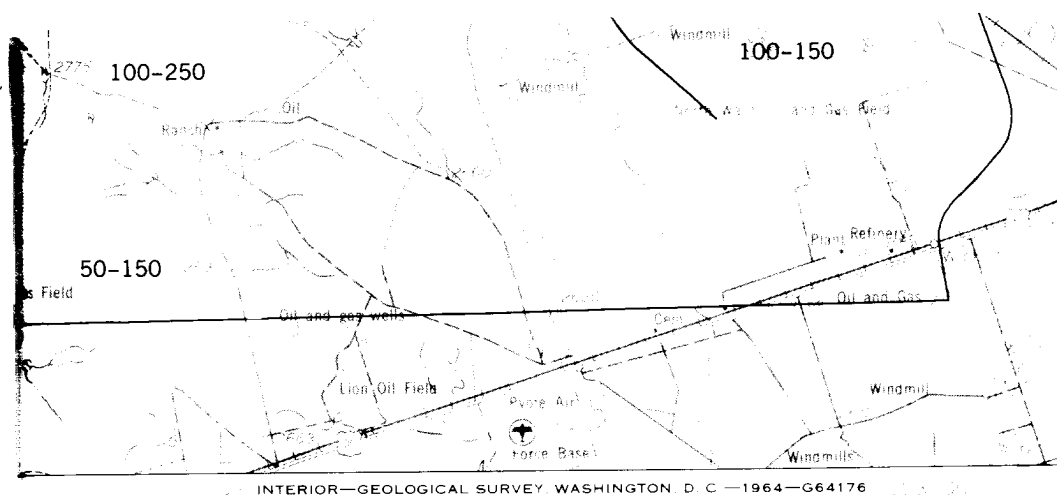 Windmill
100-150
2775
100-250
Windmill
Oil
and Gas Field
Ranch
Plant
Refinery
50-150
s Field
Oil and Gas
Oil and gas wells
Cem
Lion Oil Field
Windmill
Pyote Air
Force Base
Windmills
INTERIOR—GEOLOGICAL SURVEY, WASHINGTON, D. C.—1964—G64176